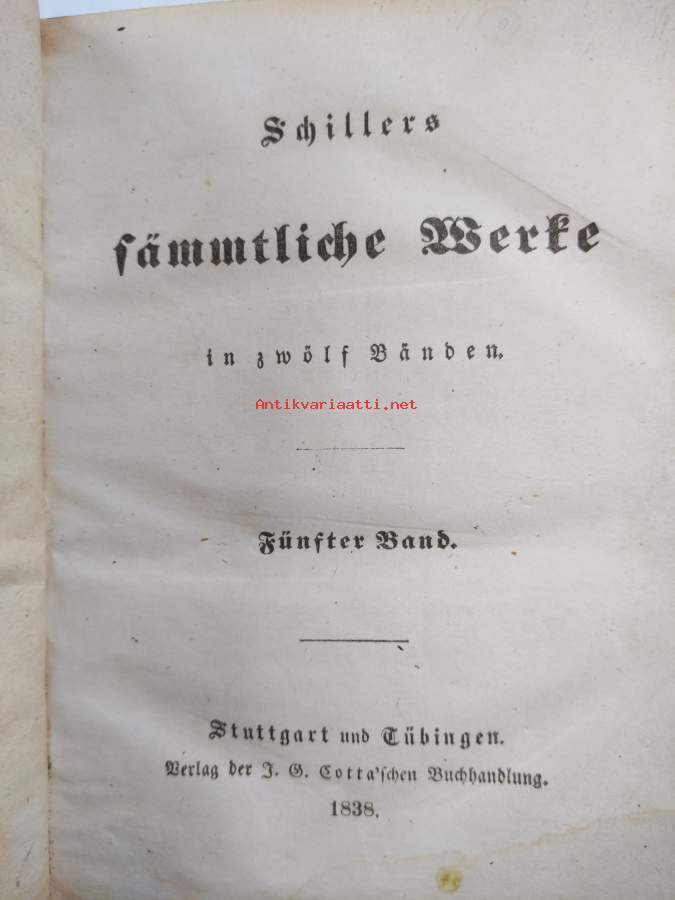 Schillers
sämmtliche Werke
in zwölf Bänden.
Antikvariaatti.net
Fünfter Band.
Stuttgart und Tübingen.
Verlag der J. G. Cotta'schen Buchhandlung.
1838.